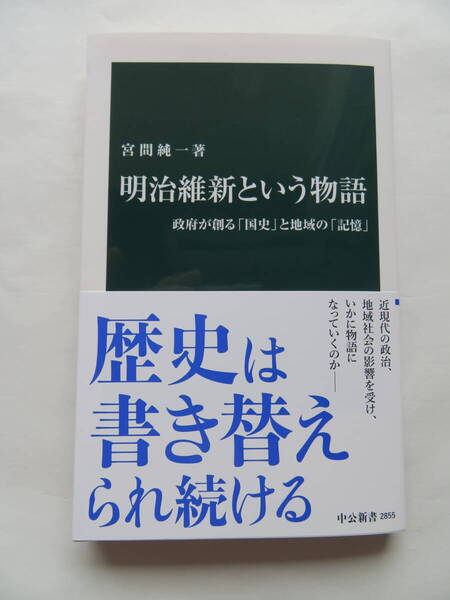 宮間純一著
明治維新という物語
政府が創る「国史」と地域の「記憶」
近現代の政治、
地域社会の影響を受け、
いかに物語に
なっていくのか――
歴史は
書き替え
られ続ける
中公新書 2855